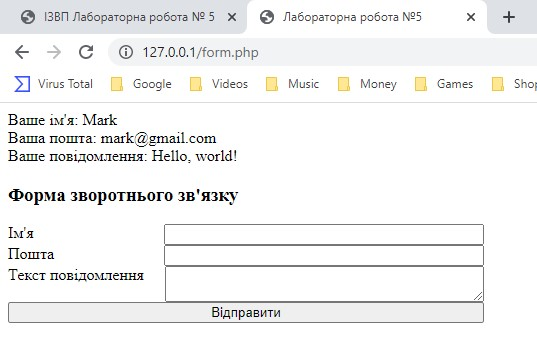 ІЗВП Лабораторна робота № 5
Лабораторна робота №5
127.0.0.1/form.php
Virus Total Google Videos Music Money Games Shop
Ваше ім'я: Mark
Ваша пошта: mark@gmail.com
Ваше повідомлення: Hello, world!
Форма зворотнього зв'язку
Ім'я
Пошта
Текст повідомлення
Відправити